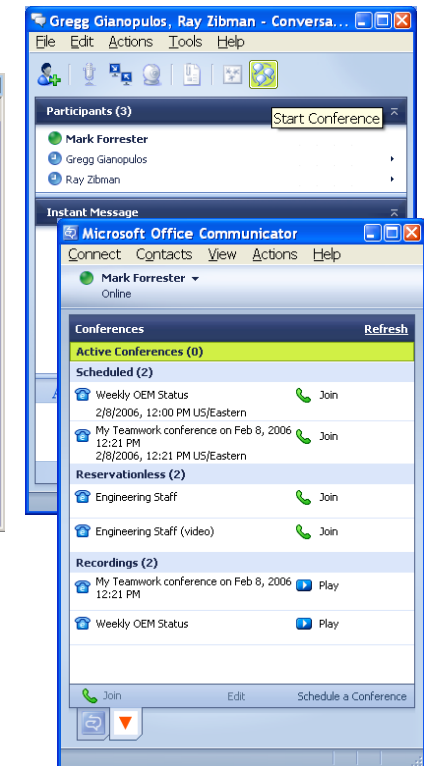 Gregg Gianopulos, Ray Zibman - Conversa...
File Edit Actions Tools Help
Participants (3)
Start Conference
Mark Forrester
Gregg Gianopulos
Ray Zibman
Instant Message
Microsoft Office Communicator
Connect Contacts View Actions Help
Mark Forrester
Online
Conferences Refresh
Active Conferences (0)
Scheduled (2)
Weekly OEM Status Join
2/8/2006, 12:00 PM US/Eastern
My Teamwork conference on Feb 8, 2006 Join
12:21 PM
2/8/2006, 12:21 PM US/Eastern
Reservationless (2)
Engineering Staff Join
Engineering Staff (video) Join
Recordings (2)
My Teamwork conference on Feb 8, 2006 Play
12:21 PM
Weekly OEM Status Play
Join Edit Schedule a Conference